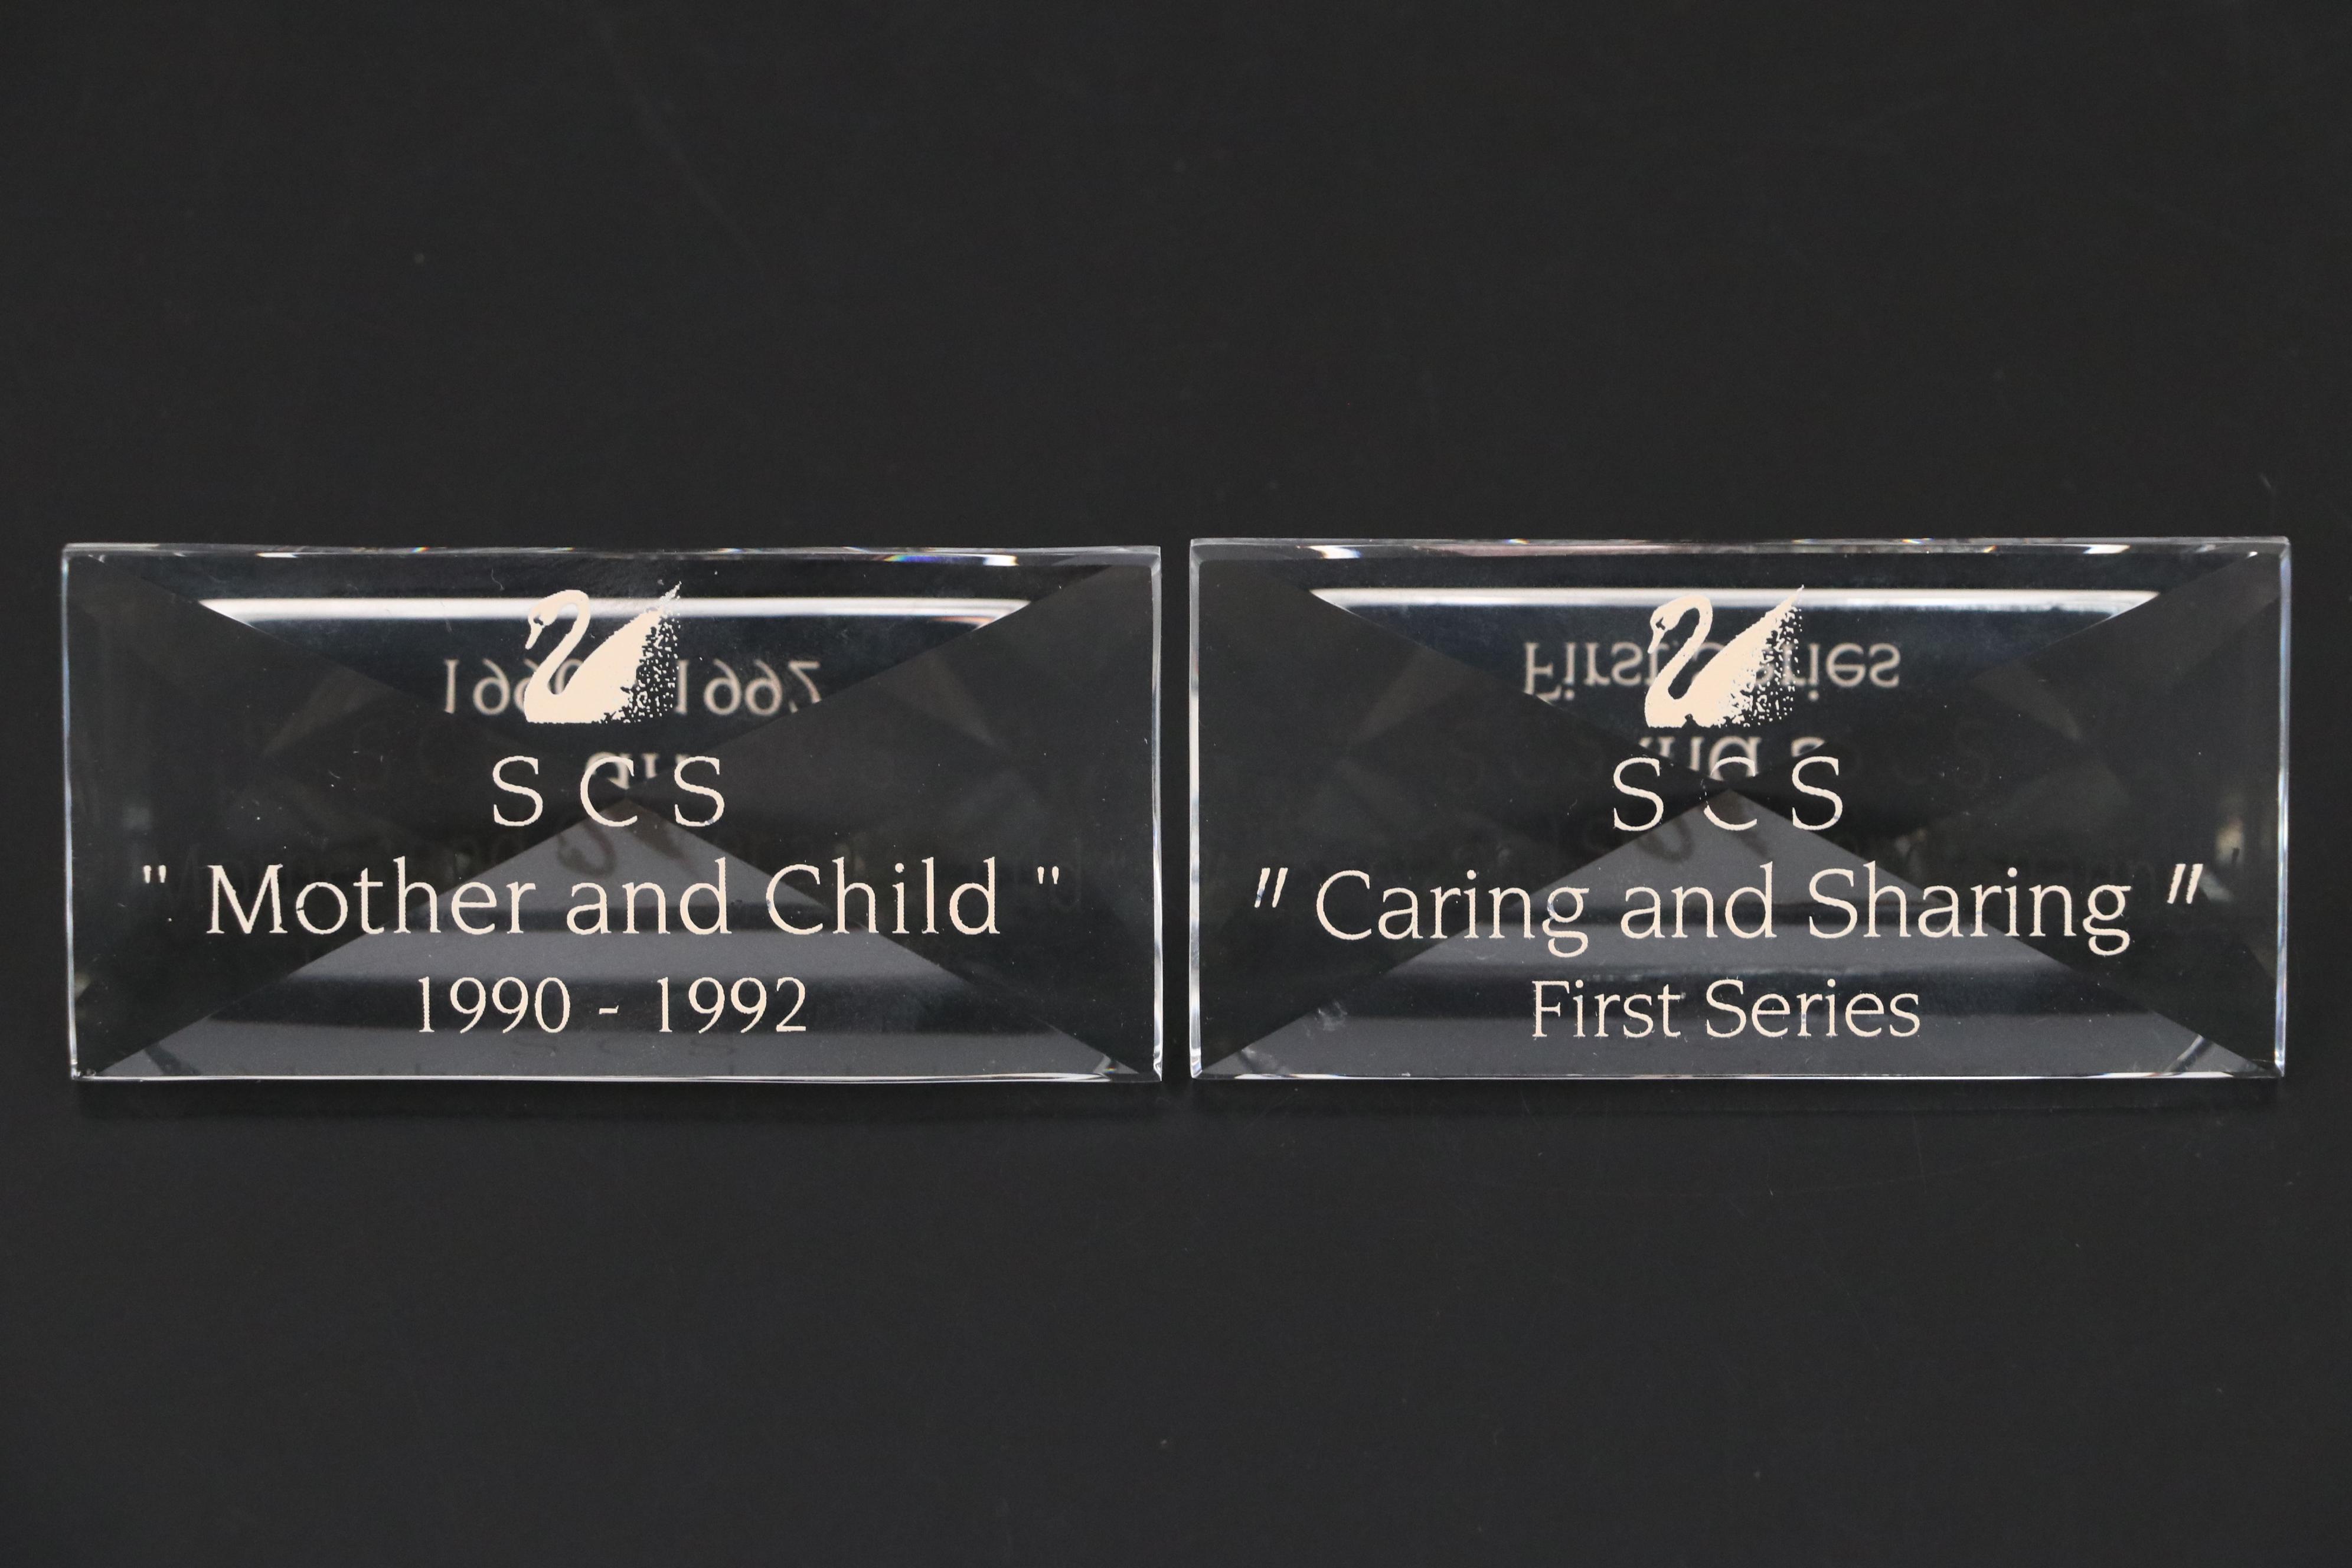 S C S
" Mother and Child "
1990 - 1992
S C S
" Caring and Sharing "
First Series